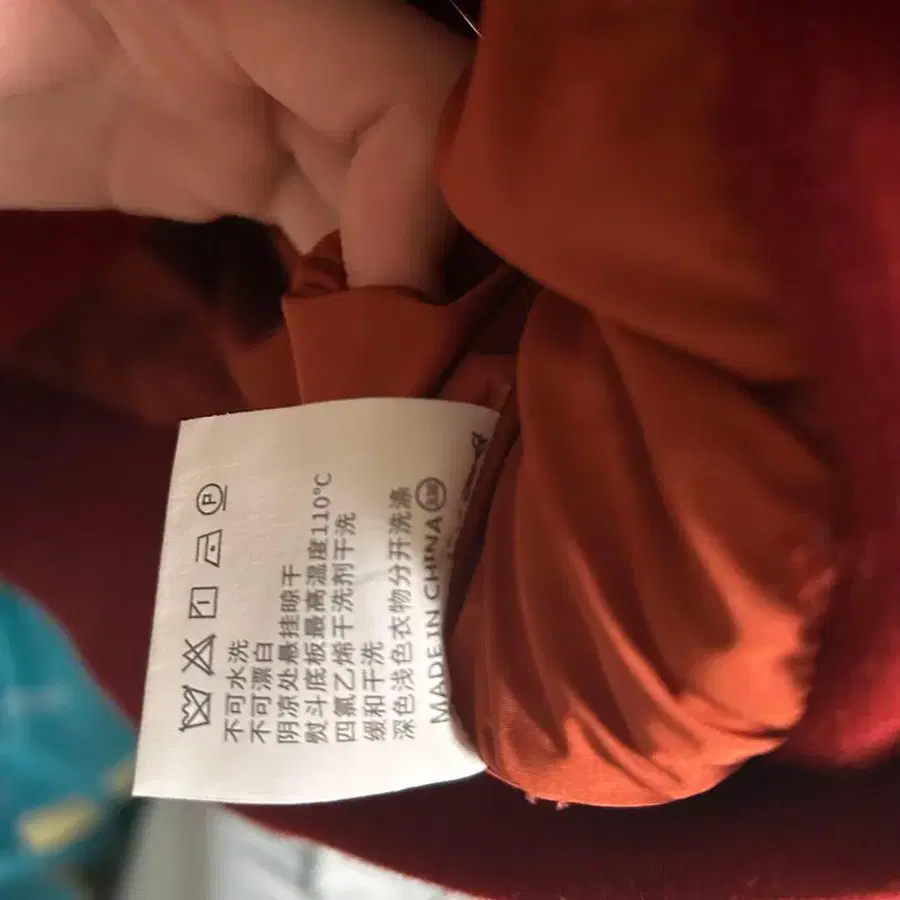 P
不可水洗
不可漂白
阴凉处悬挂晾干
熨斗底板最高温度110℃
四氯乙烯干洗剂干洗
缓和干洗
深色浅色衣物分开洗涤
MADE IN CHINA